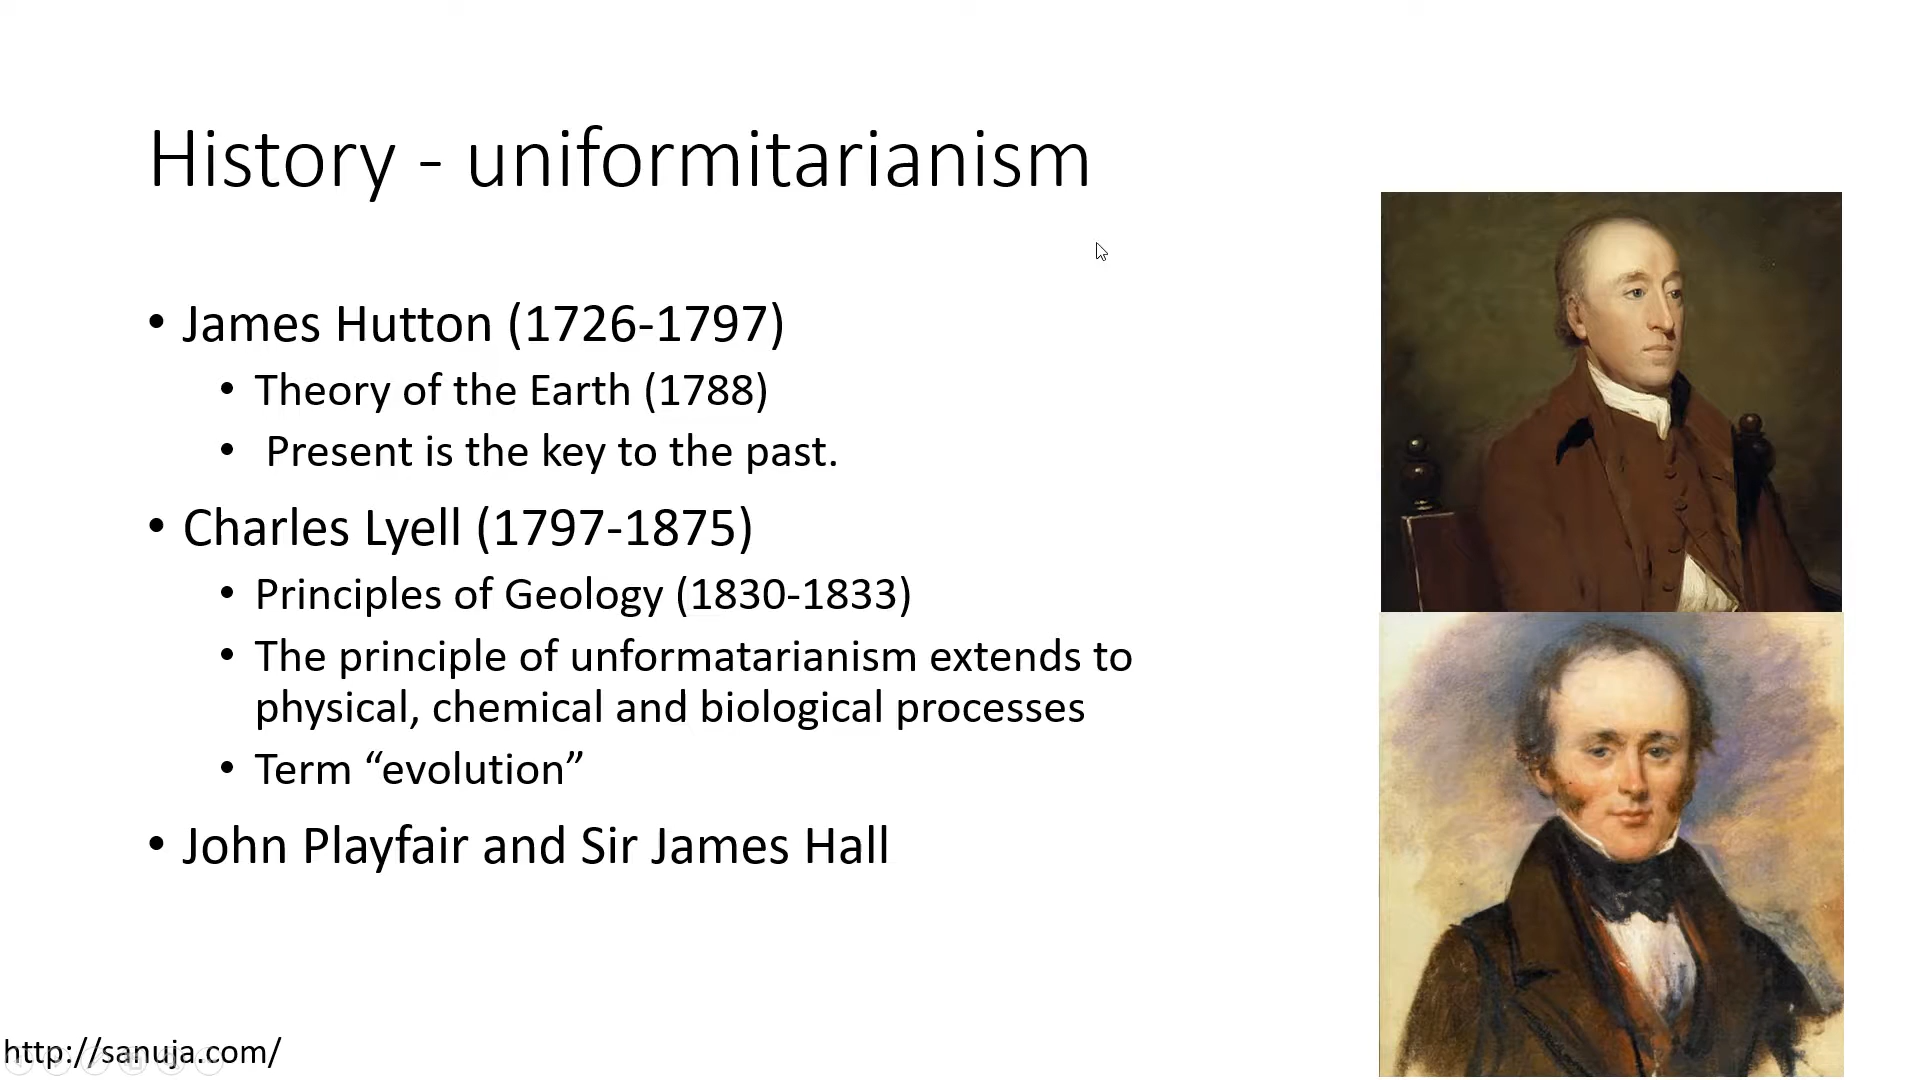 History - uniformitarianism
• James Hutton (1726-1797)
• Theory of the Earth (1788)
• Present is the key to the past.
• Charles Lyell (1797-1875)
• Principles of Geology (1830-1833)
• The principle of unformatarianism extends to
physical, chemical and biological processes
• Term “evolution”
• John Playfair and Sir James Hall
http://sanuja.com/